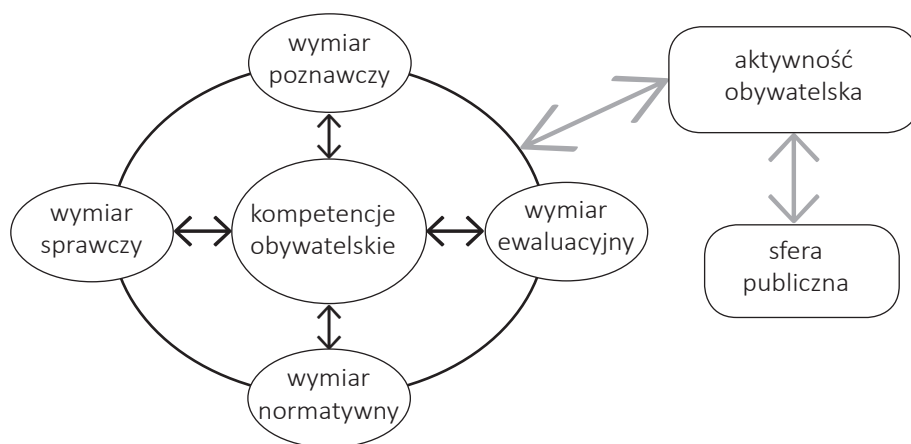 wymiar
poznawczy
aktywność
obywatelska
wymiar
sprawczy
kompetencje
obywatelskie
wymiar
ewaluacyjny
sfera
publiczna
wymiar
normatywny